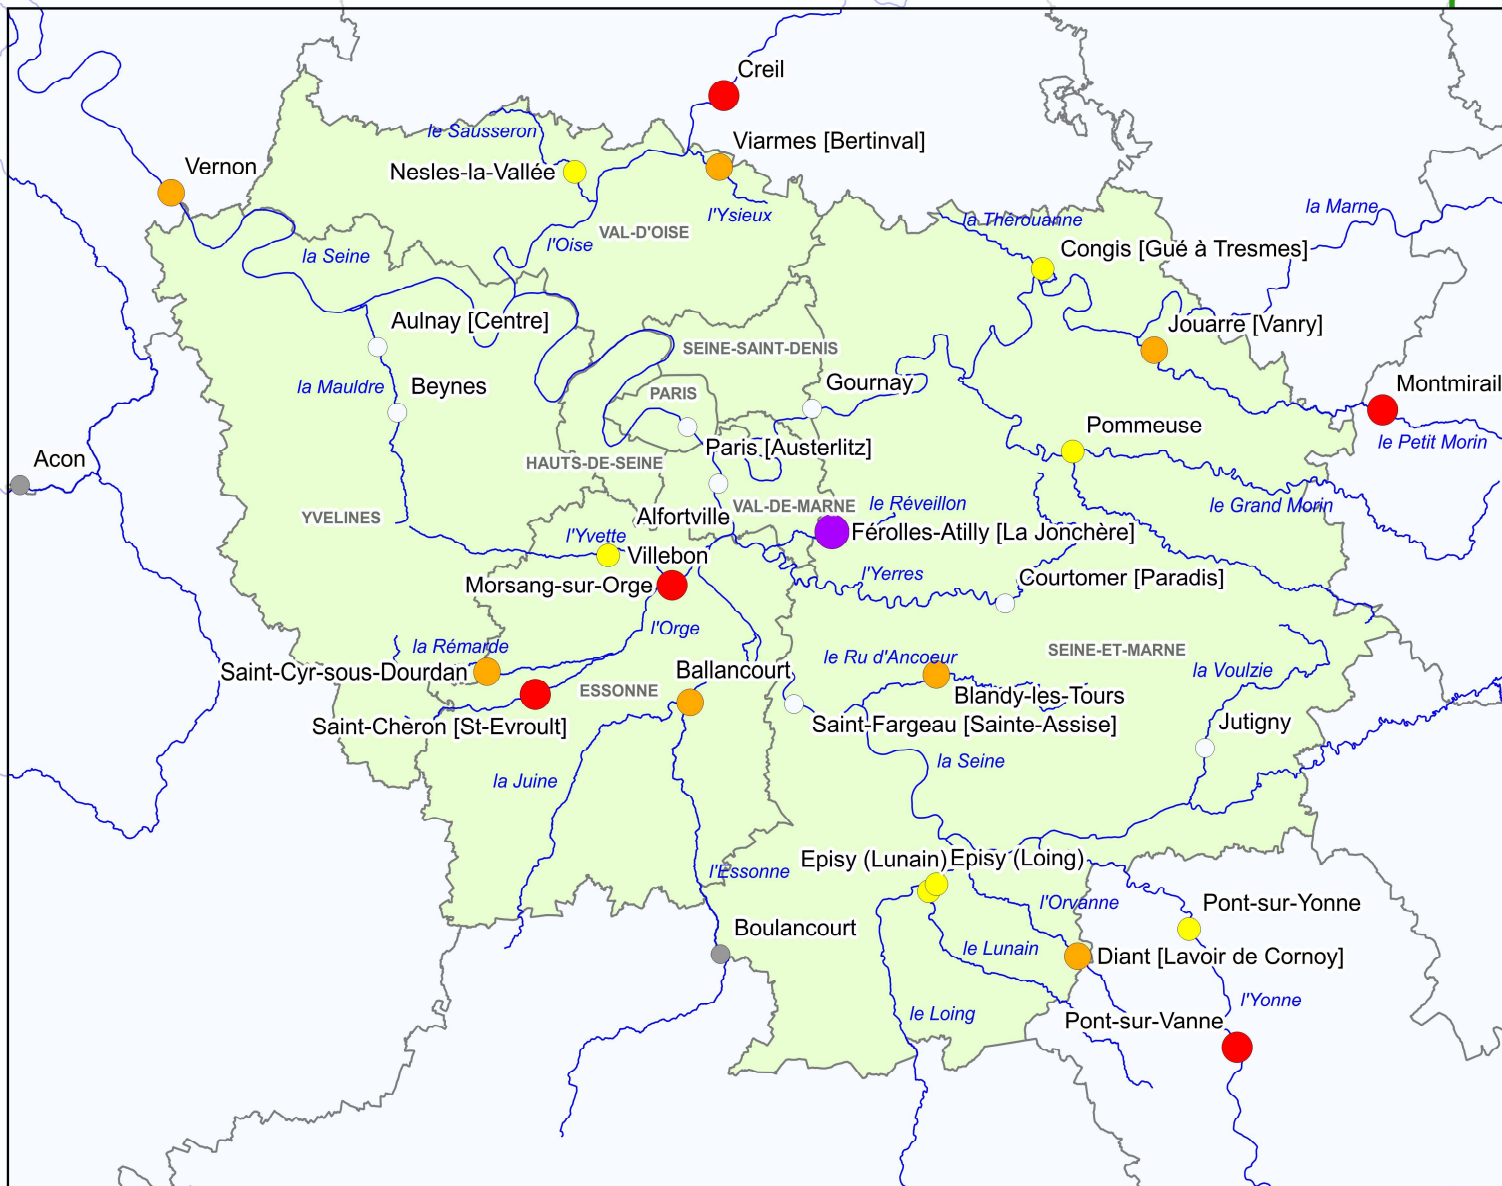 Creil
le Sausseron
Viarmes [Bertinval]
Vernon
Nesles-la-Vallée
l'Ysieux
la Marne
la Thérouanne
VAL-D'OISE
l'Oise
la Seine
Congis [Gué à Tresmes]
Aulnay [Centre]
Jouarre [Vanry]
SEINE-SAINT-DENIS
la Mauldre
Beynes
PARIS
Gournay
Montmirail
Pommeuse
le Petit Morin
Paris [Austerlitz]
Acon
HAUTS-DE-SEINE
le Réveillon
VAL-DE-MARNE
le Grand Morin
YVELINES
Alfortville
l'Yvette
Férolles-Atilly [La Jonchère]
Villebon
Morsang-sur-Orge
l'Yerres
Courtomer [Paradis]
l'Orge
la Rémarde
le Ru d'Ancoeur
SEINE-ET-MARNE
Saint-Cyr-sous-Dourdan
Ballancourt
la Voulzie
ESSONNE
Blandy-les-Tours
Saint-Cheron [St-Evroult]
Saint-Fargeau [Sainte-Assise]
Jutigny
la Seine
la Juine
Episy (Lunain)
Episy (Loing)
l'Essonne
l'Orvanne
Pont-sur-Yonne
Boulancourt
le Lunain
Diant [Lavoir de Cornoy]
l'Yonne
le Loing
Pont-sur-Vanne